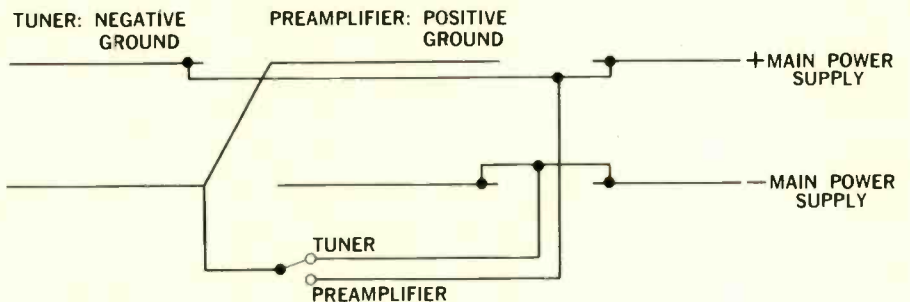 TUNER: NEGATIVE
GROUND
PREAMPLIFIER: POSITIVE
GROUND
+ MAIN POWER
SUPPLY
— MAIN POWER
SUPPLY
TUNER
PREAMPLIFIER